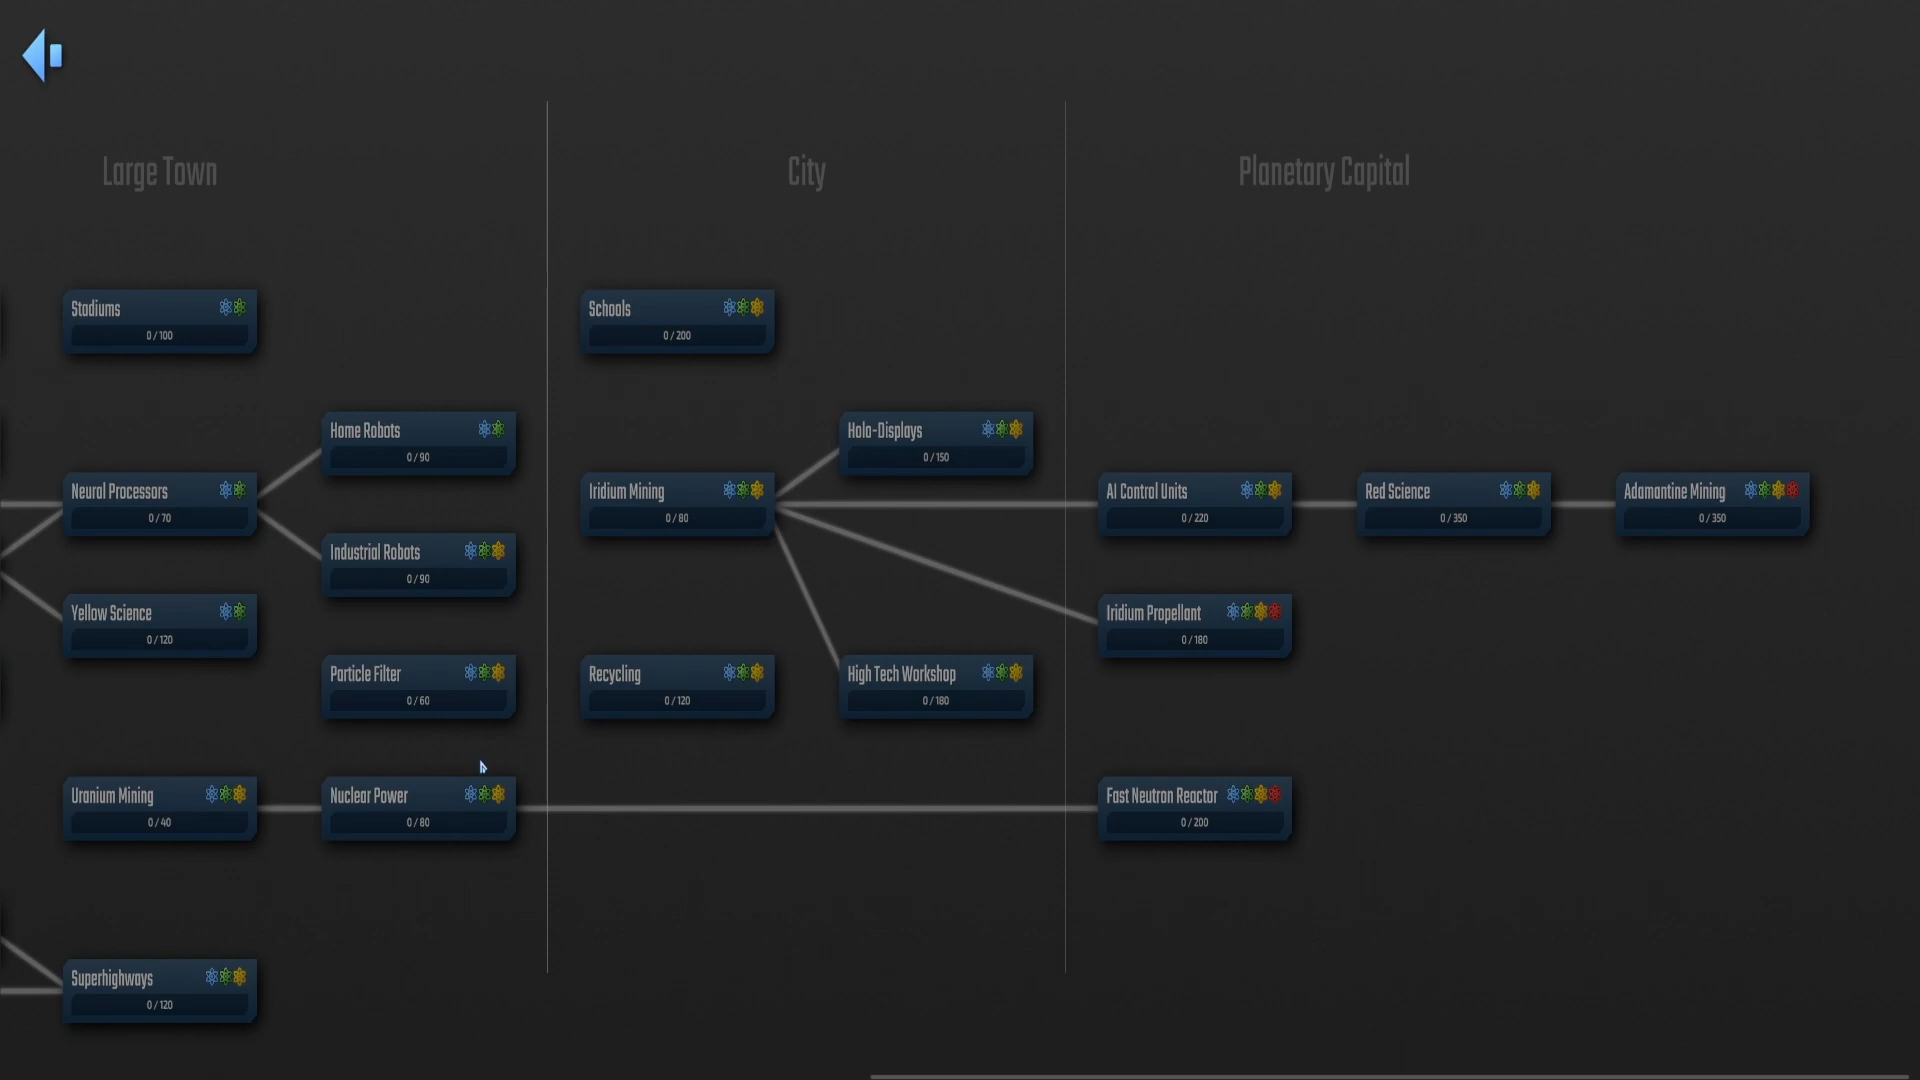 Large Town
City
Planetary Capital
Stadiums
0 / 100
Schools
0 / 200
Home Robots
0 / 90
Holo-Displays
0 / 150
Neural Processors
0 / 70
Iridium Mining
0 / 80
AI Control Units
0 / 220
Red Science
0 / 350
Adamantine Mining
0 / 350
Industrial Robots
0 / 90
Yellow Science
0 / 120
Iridium Propellant
0 / 180
Particle Filter
0 / 60
Recycling
0 / 120
High Tech Workshop
0 / 180
Uranium Mining
0 / 40
Nuclear Power
0 / 80
Fast Neutron Reactor
0 / 200
Superhighways
0 / 120